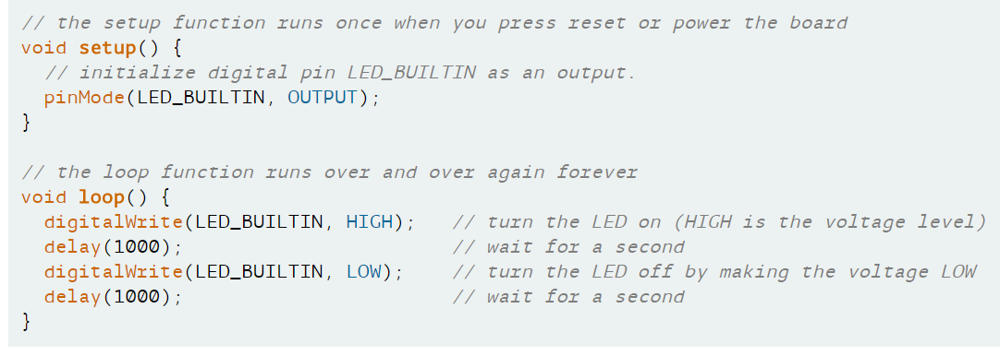 // the setup function runs once when you press reset or power the board
void setup() {
  // initialize digital pin LED_BUILTIN as an output.
  pinMode(LED_BUILTIN, OUTPUT);
}

// the loop function runs over and over again forever
void loop() {
  digitalWrite(LED_BUILTIN, HIGH);   // turn the LED on (HIGH is the voltage level)
  delay(1000);                       // wait for a second
  digitalWrite(LED_BUILTIN, LOW);    // turn the LED off by making the voltage LOW
  delay(1000);                       // wait for a second
}